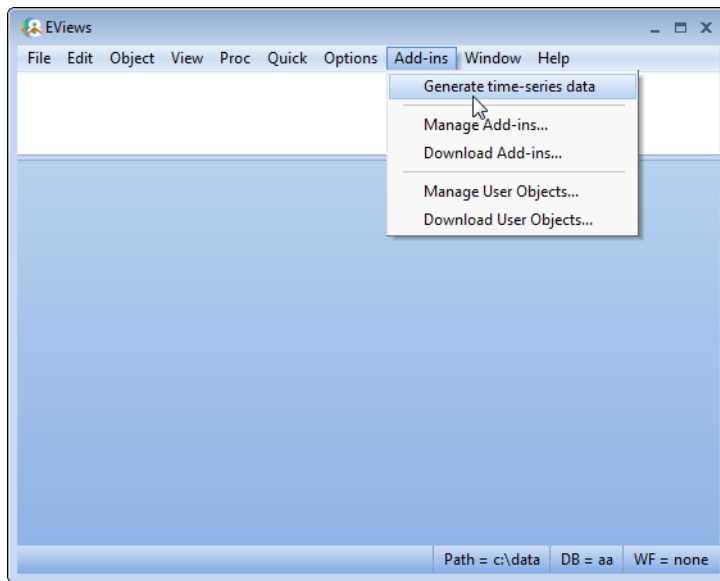 EViews
File Edit Object View Proc Quick Options Add-ins Window Help
Generate time-series data
Manage Add-ins...
Download Add-ins...
Manage User Objects...
Download User Objects...
Path = c:\data DB = aa WF = none